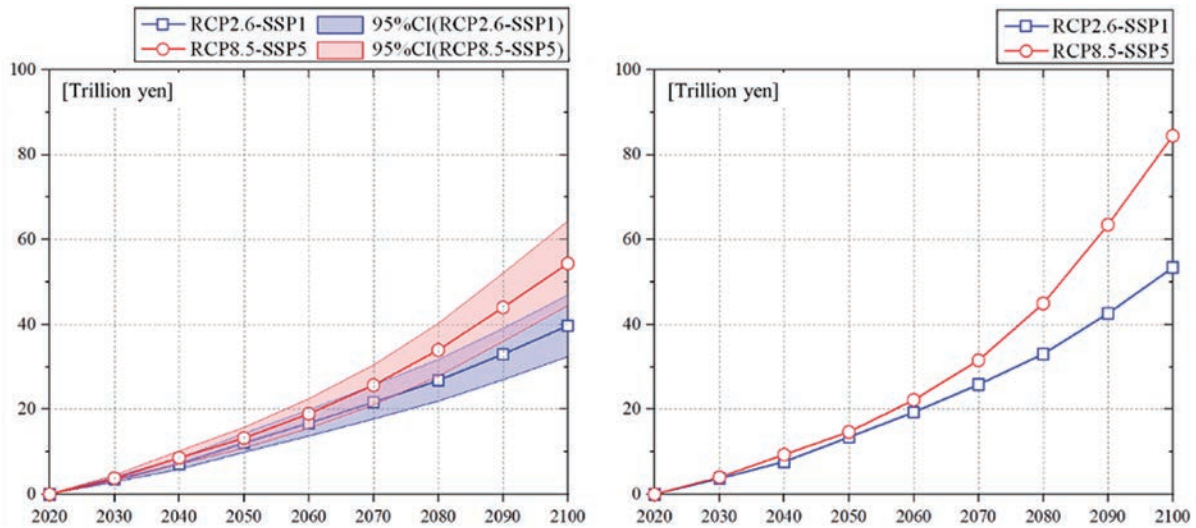 RCP2.6-SSP1 95%CI(RCP2.6-SSP1)
RCP8.5-SSP5 95%CI(RCP8.5-SSP5)
100
[Trillion yen]
80
60
40
20
0
2020 2030 2040 2050 2060 2070 2080 2090 2100
RCP2.6-SSP1
RCP8.5-SSP5
100
[Trillion yen]
80
60
40
20
0
2020 2030 2040 2050 2060 2070 2080 2090 2100